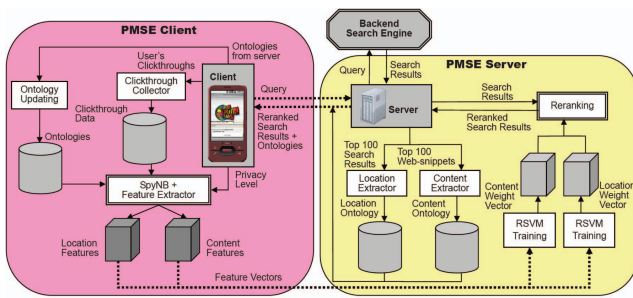 PMSE Client
Ontologies
from server
User's
Clickthroughs
Ontology
Updating
Clickthrough
Collector
Client
Clickthrough
Data
Ontologies
Privacy
Level
SpyNB +
Feature Extractor
Location
Features
Content
Features
Feature Vectors
Query
Reranked
Search
Results +
Ontologies
Backend
Search Engine
Query
Search
Results
PMSE Server
Server
Search
Results
Reranked
Search Results
Reranking
Top 100
Search
Results
Top 100
Web-snippets
Location
Extractor
Content
Extractor
Location
Ontology
Content
Ontology
Content Weight
Vector
Location Weight
Vector
RSVM
Training
RSVM
Training